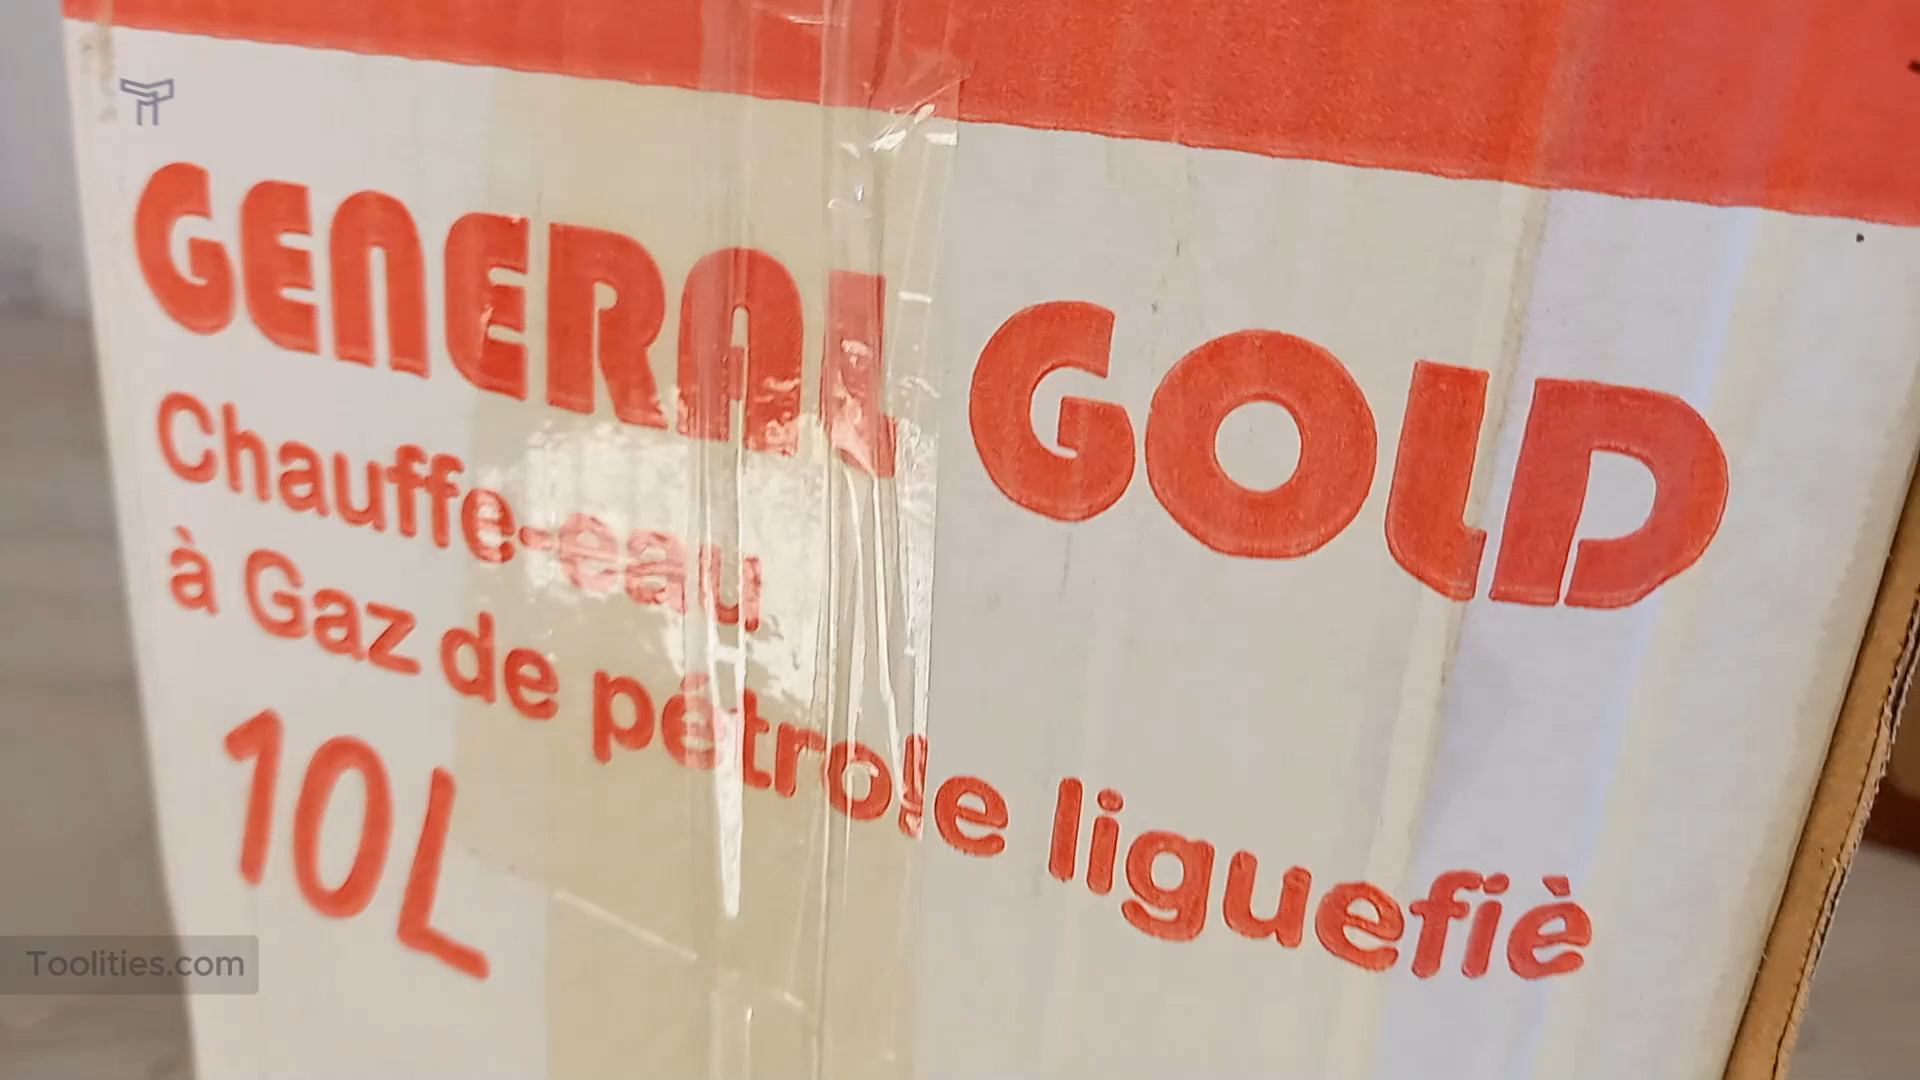 GENERAL GOLD
Chauffe-eau
à Gaz de pétrole liguefiè
10L
Toolities.com